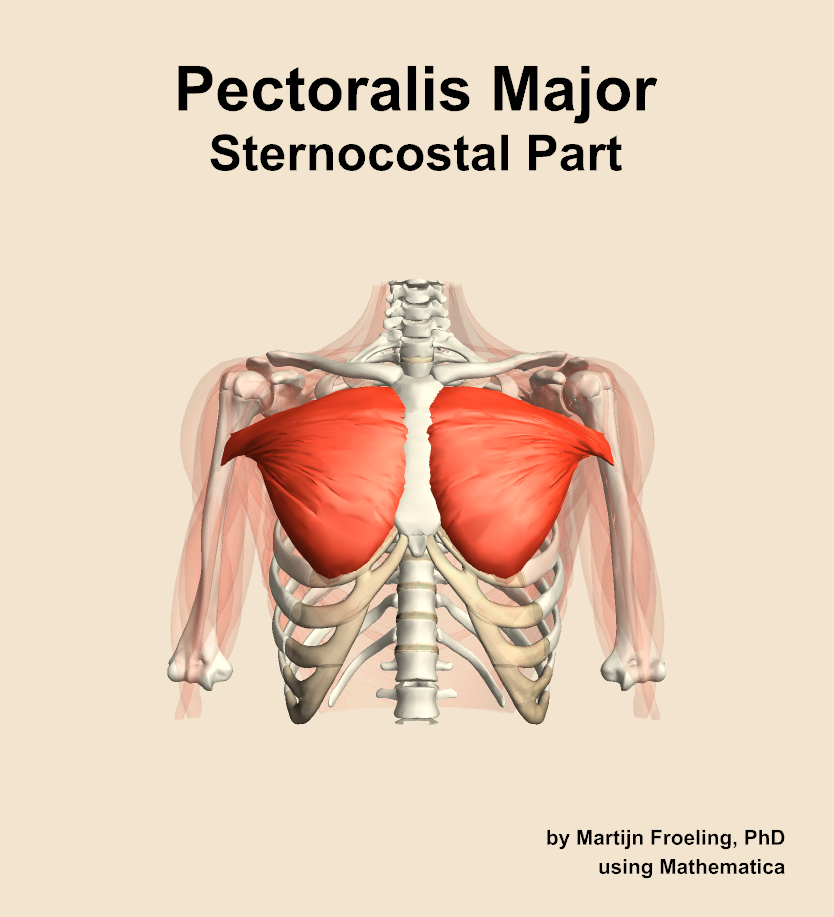 Pectoralis Major
Sternocostal Part
by Martijn Froeling, PhD
using Mathematica